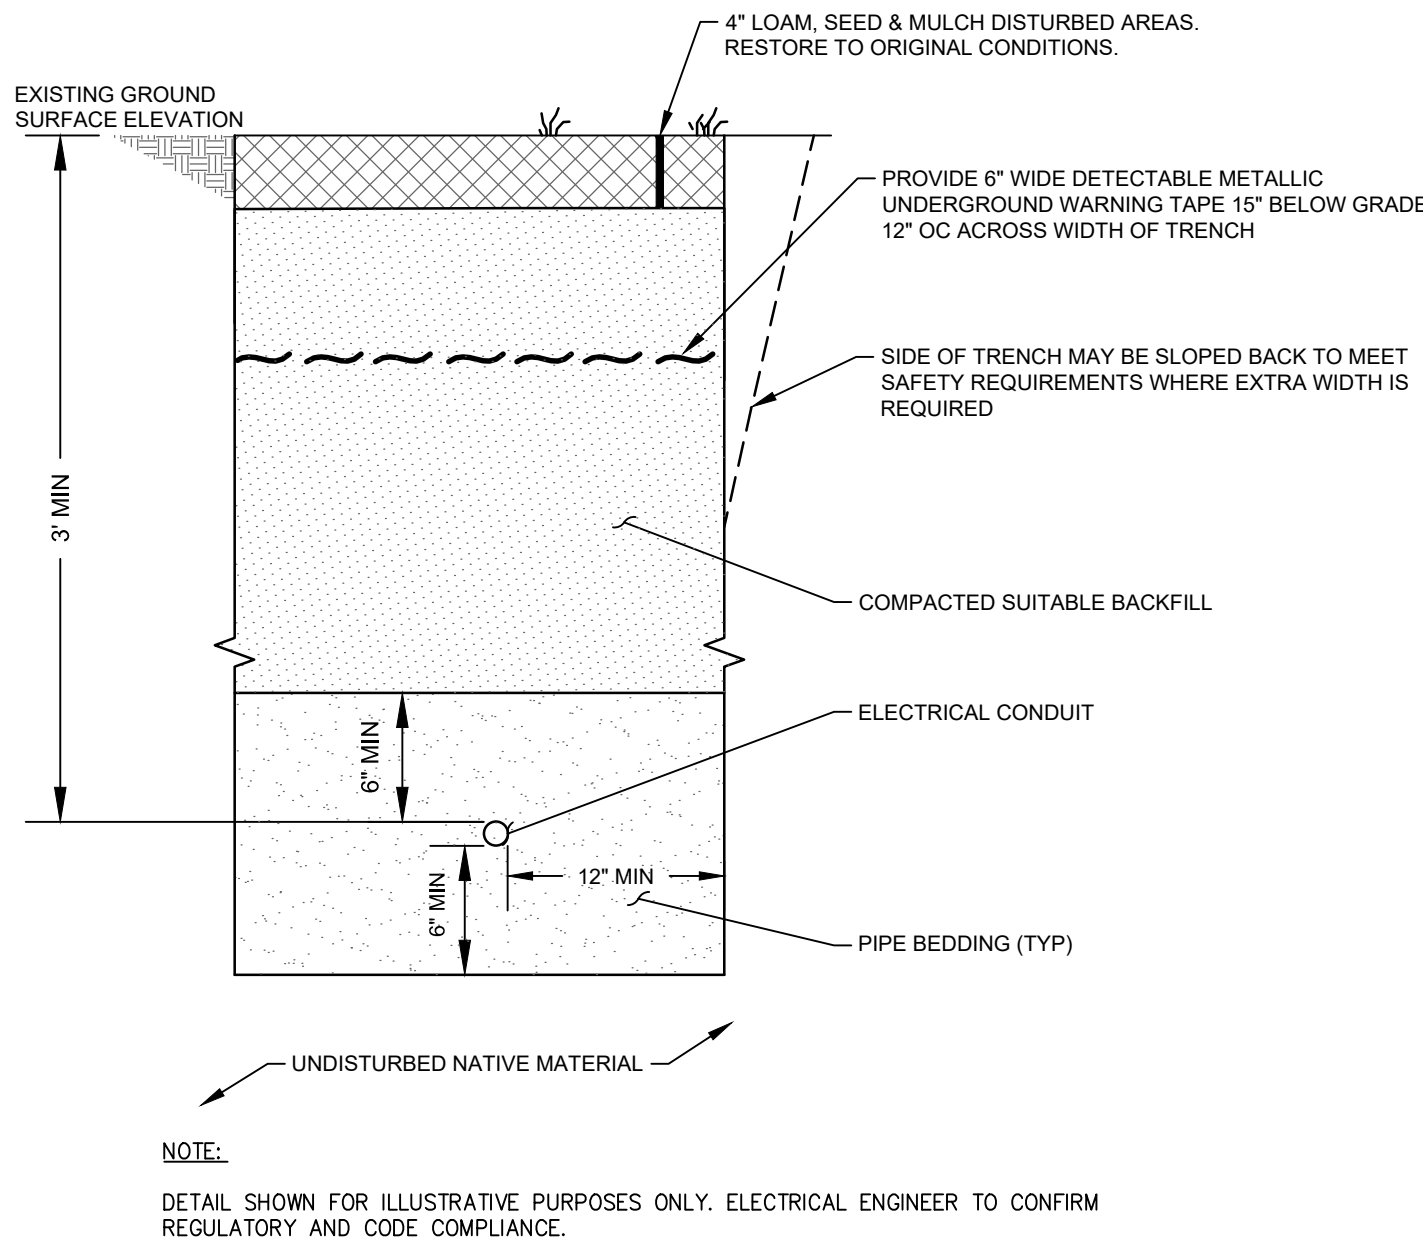 4" LOAM, SEED & MULCH DISTURBED AREAS.
RESTORE TO ORIGINAL CONDITIONS.
EXISTING GROUND
SURFACE ELEVATION
PROVIDE 6" WIDE DETECTABLE METALLIC
UNDERGROUND WARNING TAPE 15" BELOW GRADE
12" OC ACROSS WIDTH OF TRENCH
SIDE OF TRENCH MAY BE SLOPED BACK TO MEET
SAFETY REQUIREMENTS WHERE EXTRA WIDTH IS
REQUIRED
3' MIN
COMPACTED SUITABLE BACKFILL
ELECTRICAL CONDUIT
6" MIN
12" MIN
6" MIN
PIPE BEDDING (TYP)
UNDISTURBED NATIVE MATERIAL
NOTE:
DETAIL SHOWN FOR ILLUSTRATIVE PURPOSES ONLY. ELECTRICAL ENGINEER TO CONFIRM
REGULATORY AND CODE COMPLIANCE.